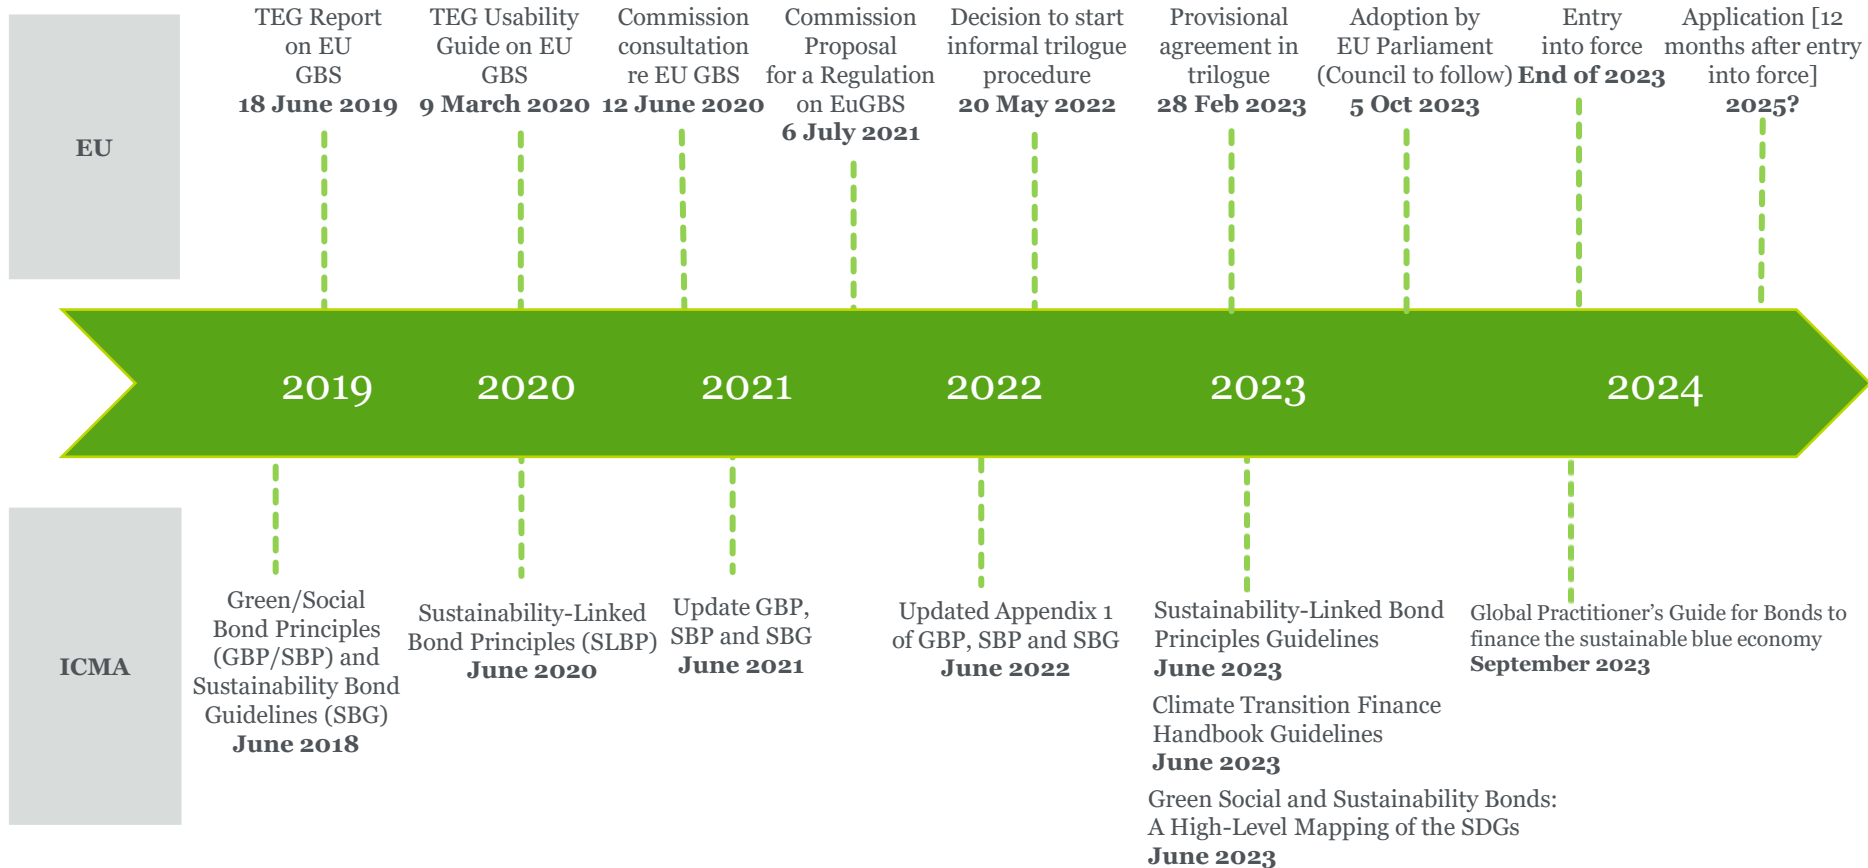 EU
TEG Report
on EU
GBS
18 June 2019
TEG Usability
Guide on EU
GBS
9 March 2020
Commission
consultation
re EU GBS
12 June 2020
Commission
Proposal
for a Regulation
on EuGBS
6 July 2021
Decision to start
informal trilogue
procedure
20 May 2022
Provisional
agreement in
trilogue
28 Feb 2023
Adoption by
EU Parliament
(Council to follow)
5 Oct 2023
Entry
into force
End of 2023
Application [12
months after entry
into force]
2025?
2019
2020
2021
2022
2023
2024
ICMA
Green/Social
Bond Principles
(GBP/SBP) and
Sustainability Bond
Guidelines (SBG)
June 2018
Sustainability-Linked
Bond Principles (SLBP)
June 2020
Update GBP,
SBP and SBG
June 2021
Updated Appendix 1
of GBP, SBP and SBG
June 2022
Sustainability-Linked Bond
Principles Guidelines
June 2023
Climate Transition Finance
Handbook Guidelines
June 2023
Green Social and Sustainability Bonds:
A High-Level Mapping of the SDGs
June 2023
Global Practitioner's Guide for Bonds to
finance the sustainable blue economy
September 2023